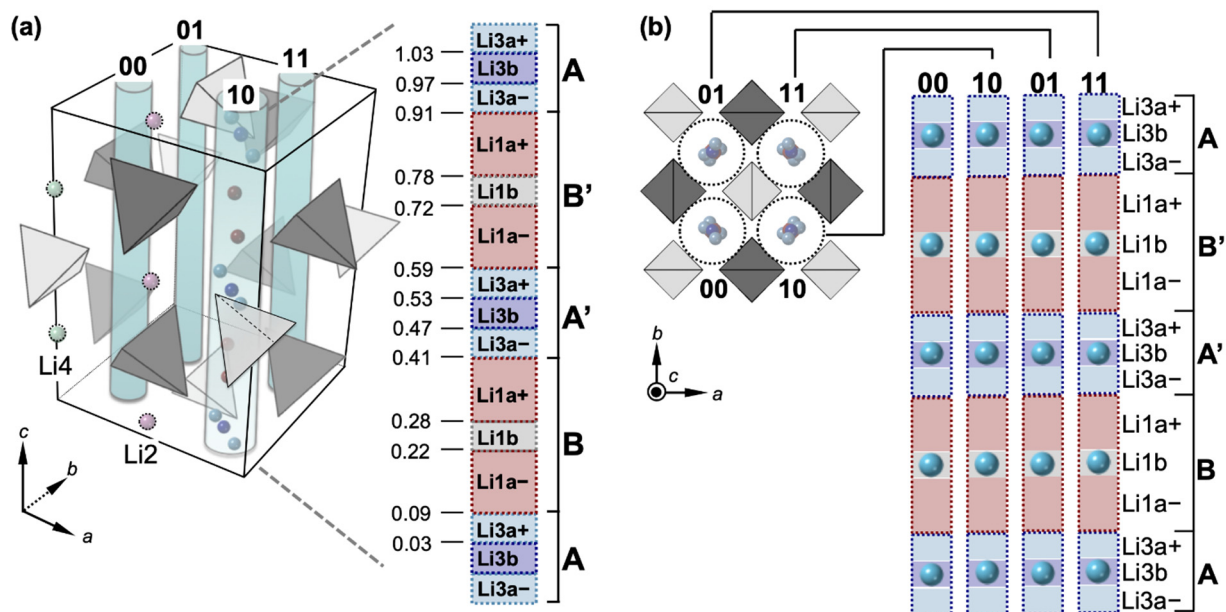 (a)
01
00
11
10
Li4
Li2
c
b
a
1.03
0.97
0.91
0.78
0.72
0.59
0.53
0.47
0.41
0.28
0.22
0.09
0.03
Li3a+
Li3b
Li3a−
Li1a+
Li1b
Li1a−
Li3a+
Li3b
Li3a−
Li1a+
Li1b
Li1a−
Li3a+
Li3b
Li3a−
A
B'
A'
B
A
(b)
01 11
00 10
b
c
a
00 10 01 11
Li3a+
Li3b
Li3a−
Li1a+
Li1b
Li1a−
Li3a+
Li3b
Li3a−
Li1a+
Li1b
Li1a−
Li3a+
Li3b
Li3a−
A
B'
A'
B
A